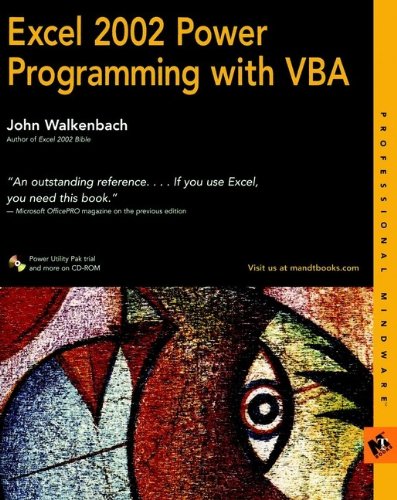 Excel 2002 Power
Programming with VBA
John Walkenbach
Author of Excel 2002 Bible
“An outstanding reference. . . . If you use Excel,
you need this book.”
— Microsoft OfficePRO magazine on the previous edition
Power Utility Pak trial
and more on CD-ROM
Visit us at mandtbooks.com
PROFESSIONAL MINDWARE™
M&T
BOOKS